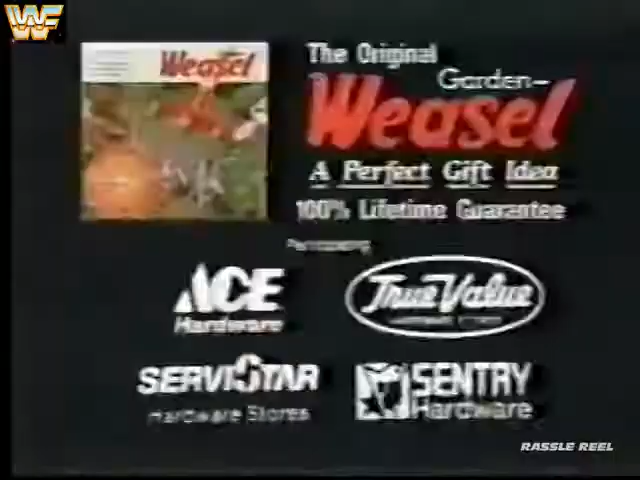 WF
Weasel
The Original
Garden-
Weasel
A Perfect Gift Idea
100% Lifetime Guarantee
Participating
ACE
Hardware
True Value
SERVISTAR
Hardware Stores
SENTRY
Hardware
RASSLE REEL